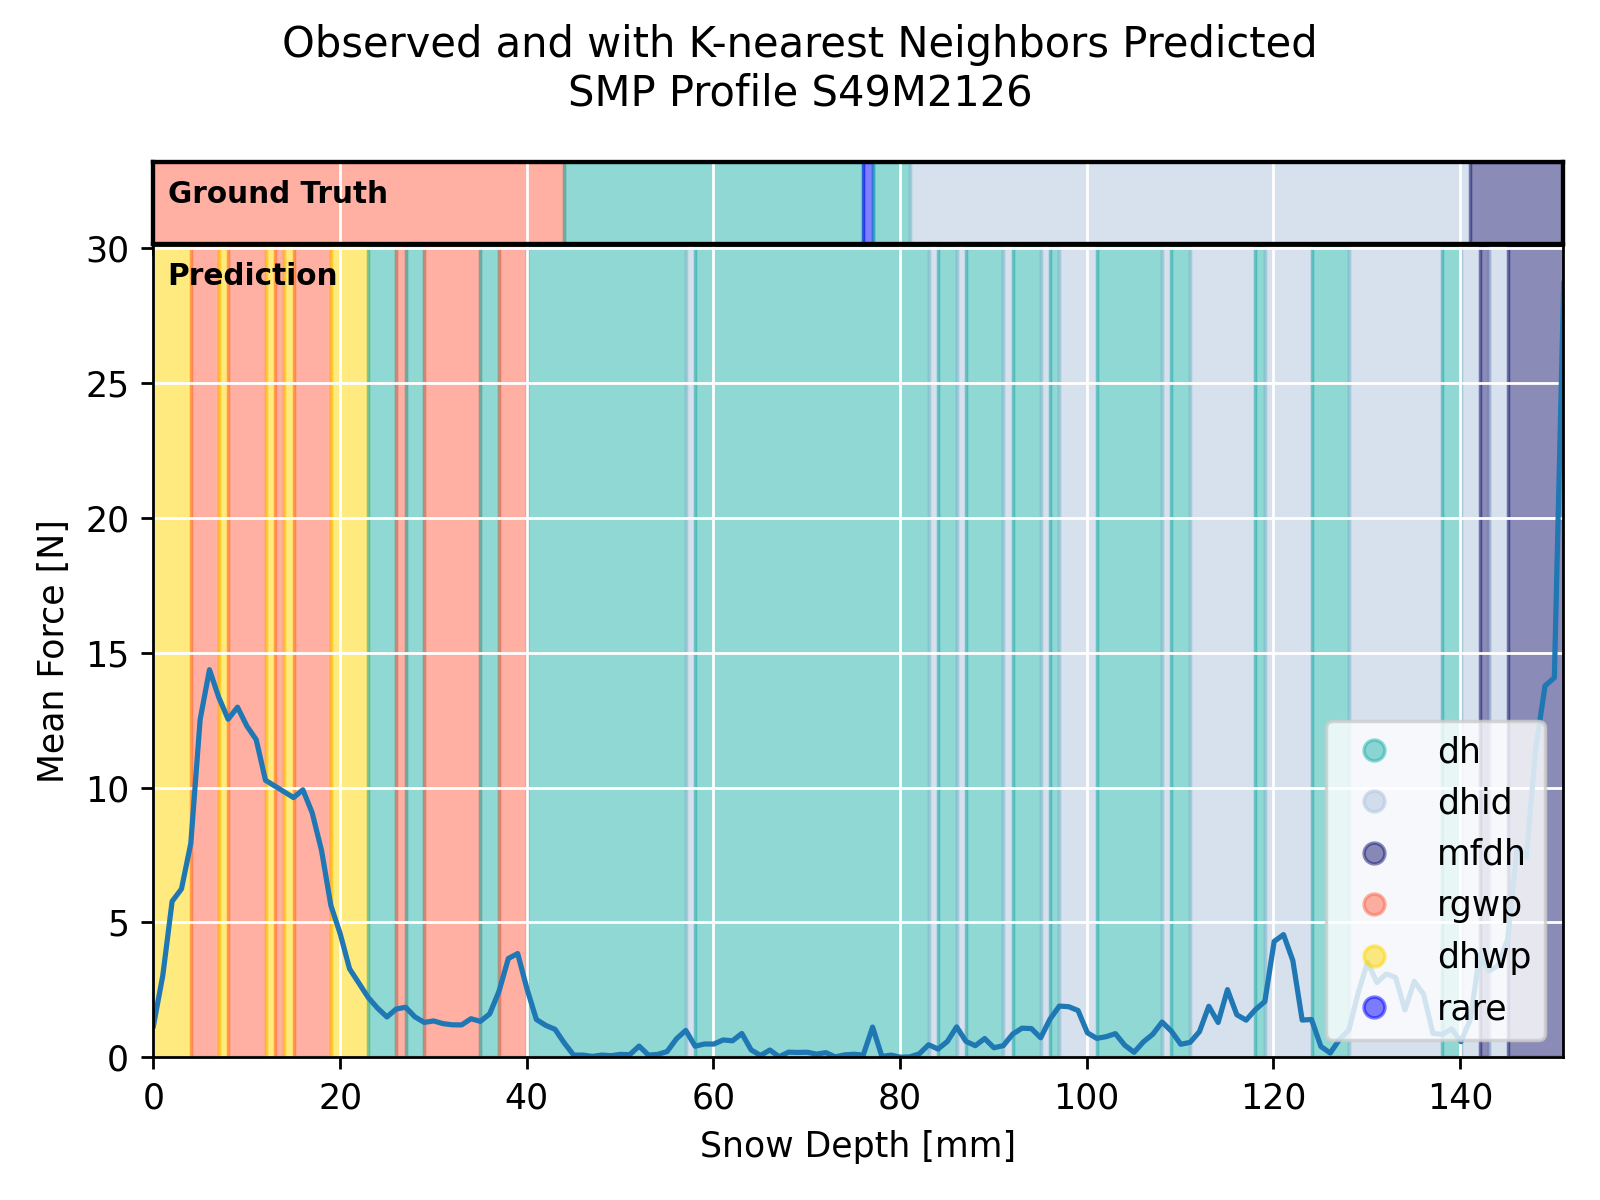 Observed and with K-nearest Neighbors Predicted
SMP Profile S49M2126
Ground Truth
Prediction
30
25
20
15
10
5
0
Mean Force [N]
dh
dhid
mfdh
rgwp
dhwp
rare
0 20 40 60 80 100 120 140
Snow Depth [mm]